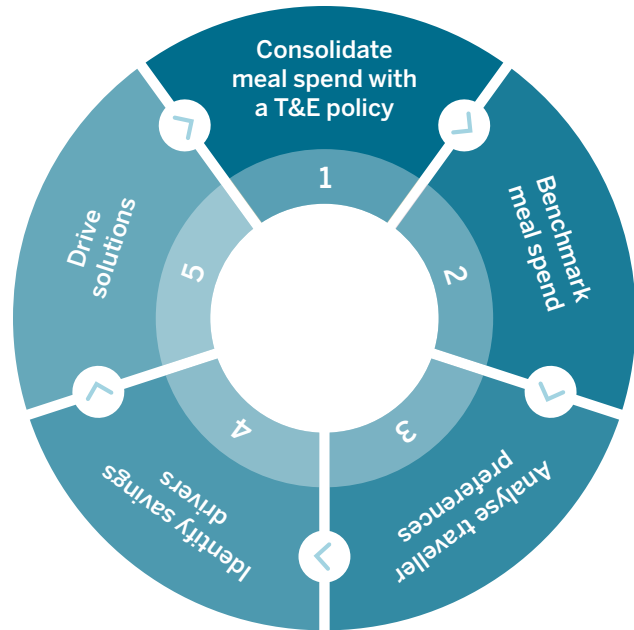 Consolidate
meal spend with
a T&E policy
1
Benchmark
meal spend
2
Analyse traveller
preferences
3
Identify savings
drivers
4
Drive
solutions
5